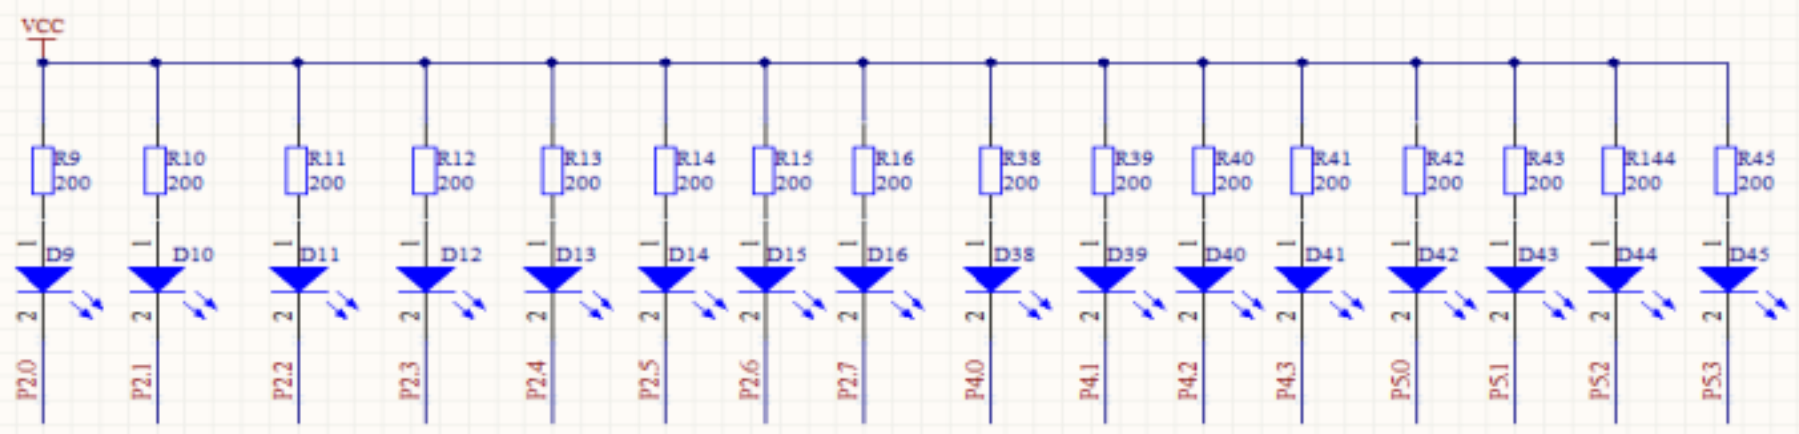 VCC
R9 R10 R11 R12 R13 R14 R15 R16 R38 R39 R40 R41 R42 R43 R144 R45
200 200 200 200 200 200 200 200 200 200 200 200 200 200 200 200
1 1 1 1 1 1 1 1 1 1 1 1 1 1 1 1
D9 D10 D11 D12 D13 D14 D15 D16 D38 D39 D40 D41 D42 D43 D44 D45
2 2 2 2 2 2 2 2 2 2 2 2 2 2 2 2
P2.0 P2.1 P2.2 P2.3 P2.4 P2.5 P2.6 P2.7 P4.0 P4.1 P4.2 P4.3 P5.0 P5.1 P5.2 P5.3